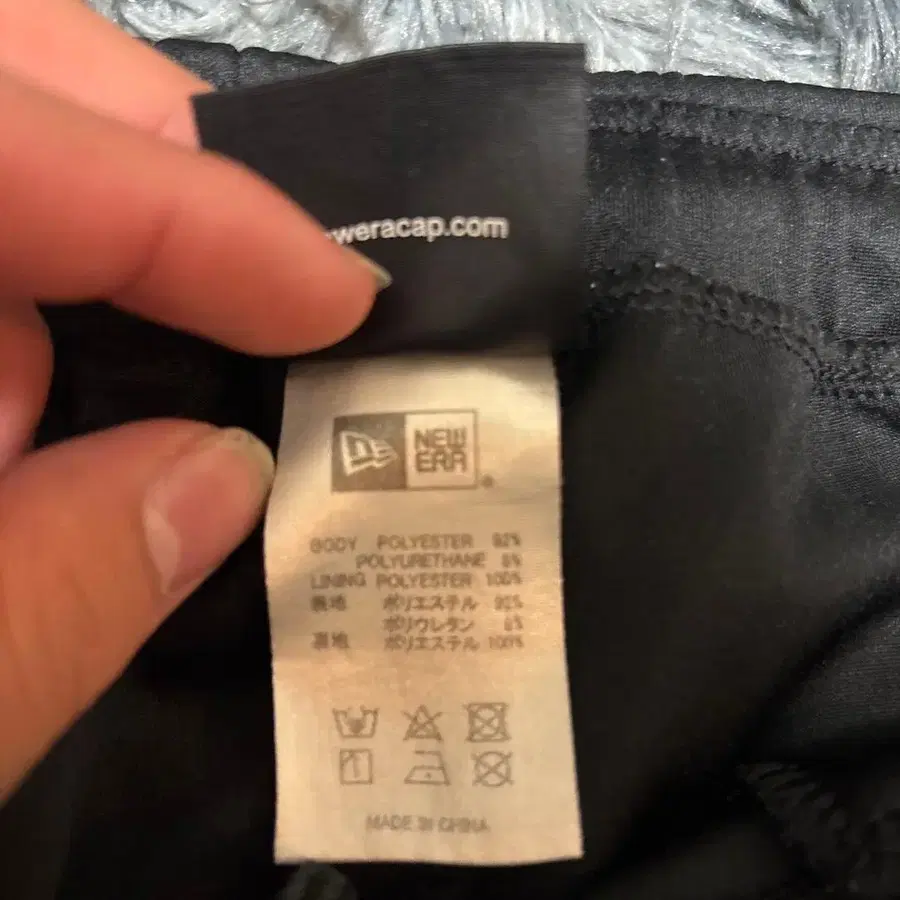 weracap.com
NEW
ERA
BODY POLYESTER 92%
POLYURETHANE 8%
LINING POLYESTER 100%
表地 ポリエステル 92%
ポリウレタン 8%
裏地 ポリエステル 100%
MADE IN CHINA